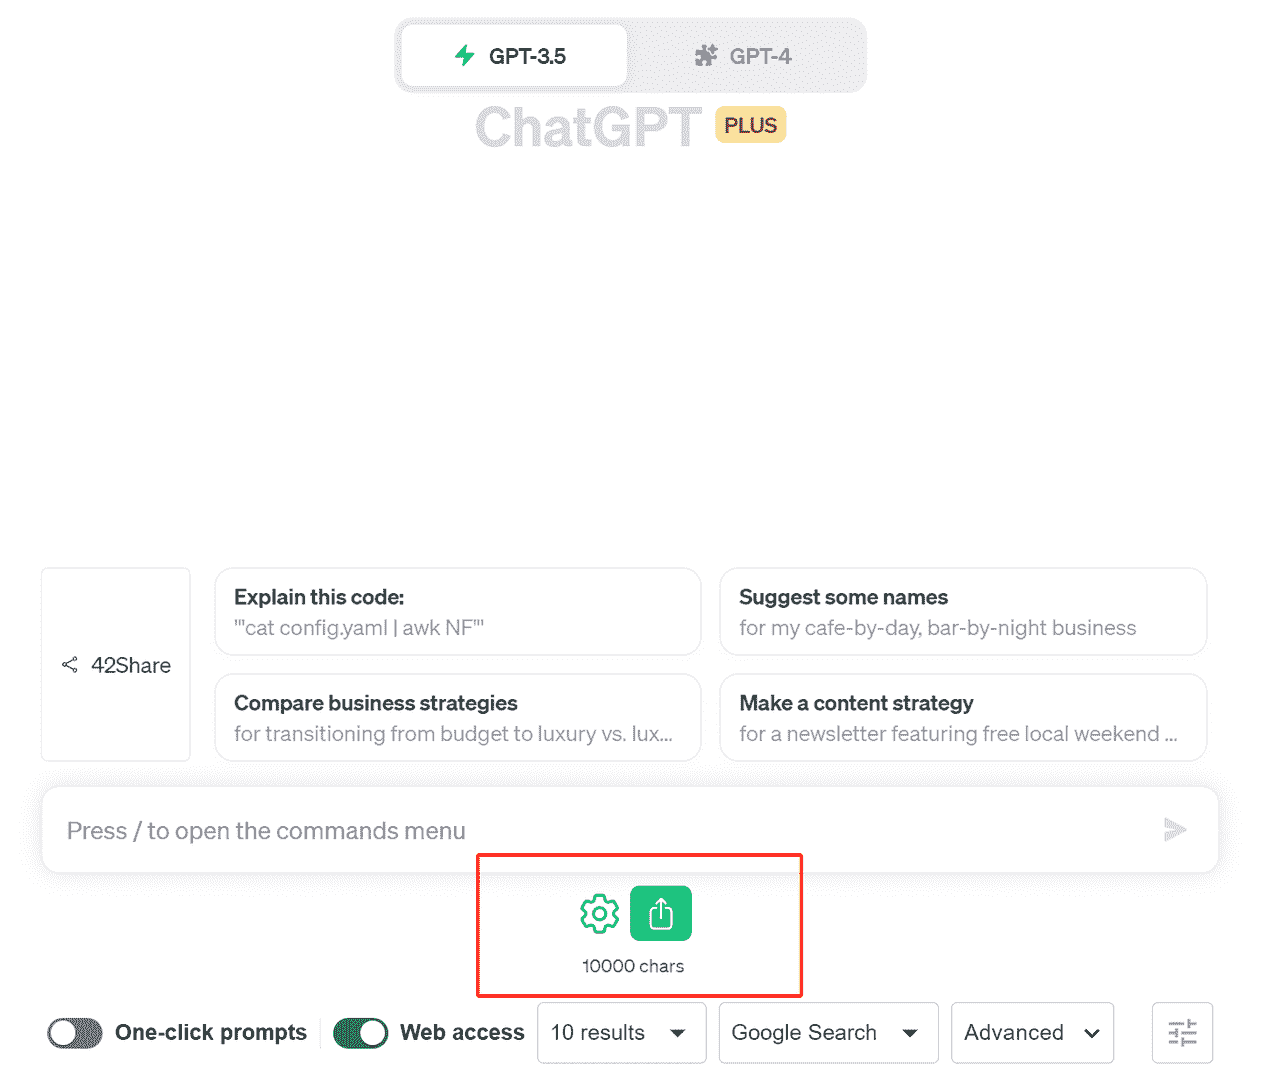 GPT-3.5
GPT-4
ChatGPT PLUS
42Share
Explain this code:
"'cat config.yaml | awk NF'"
Suggest some names
for my cafe-by-day, bar-by-night business
Compare business strategies
for transitioning from budget to luxury vs. lux...
Make a content strategy
for a newsletter featuring free local weekend ...
Press / to open the commands menu
10000 chars
One-click prompts
Web access
10 results
Google Search
Advanced